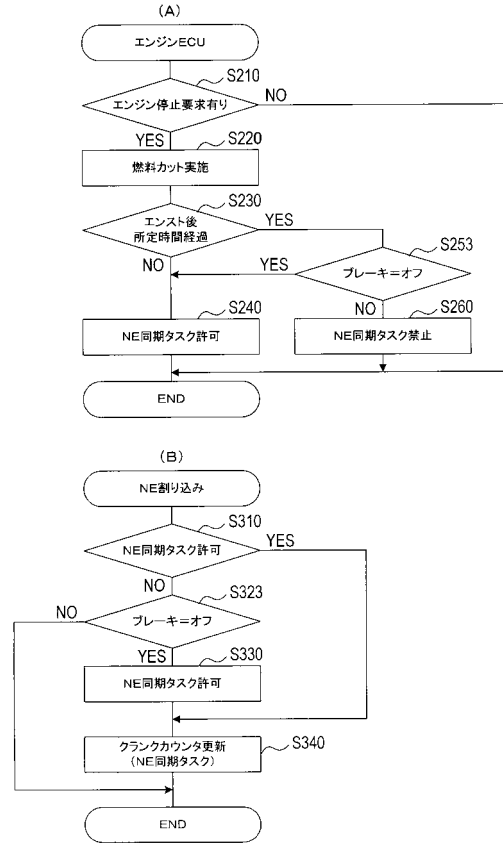 (A)
エンジンECU
S210
エンジン停止要求有り
NO
YES
S220
燃料カット実施
S230
エンスト後
所定時間経過
YES
NO
S253
ブレーキ=オフ
YES
NO
S240
NE同期タスク許可
S260
NE同期タスク禁止
END
(B)
NE割り込み
S310
NE同期タスク許可
YES
NO
S323
ブレーキ=オフ
NO
YES
S330
NE同期タスク許可
クランクカウンタ更新
(NE同期タスク)
S340
END